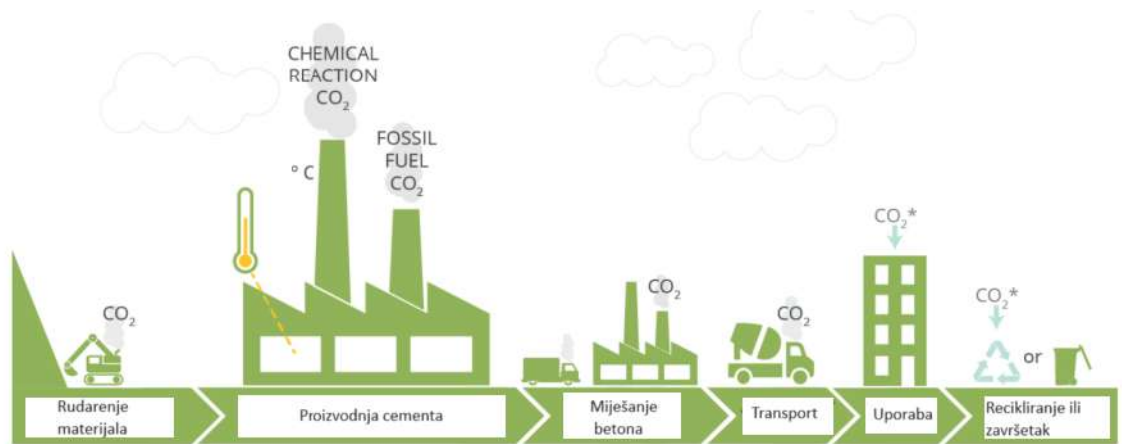 CHEMICAL
REACTION
CO₂
FOSSIL
FUEL
CO₂
° C
CO₂
CO₂
CO₂
CO₂*
CO₂*
or
Rudarenje
materijala
Proizvodnja cementa
Miješanje
betona
Transport
Uporaba
Recikliranje ili
završetak